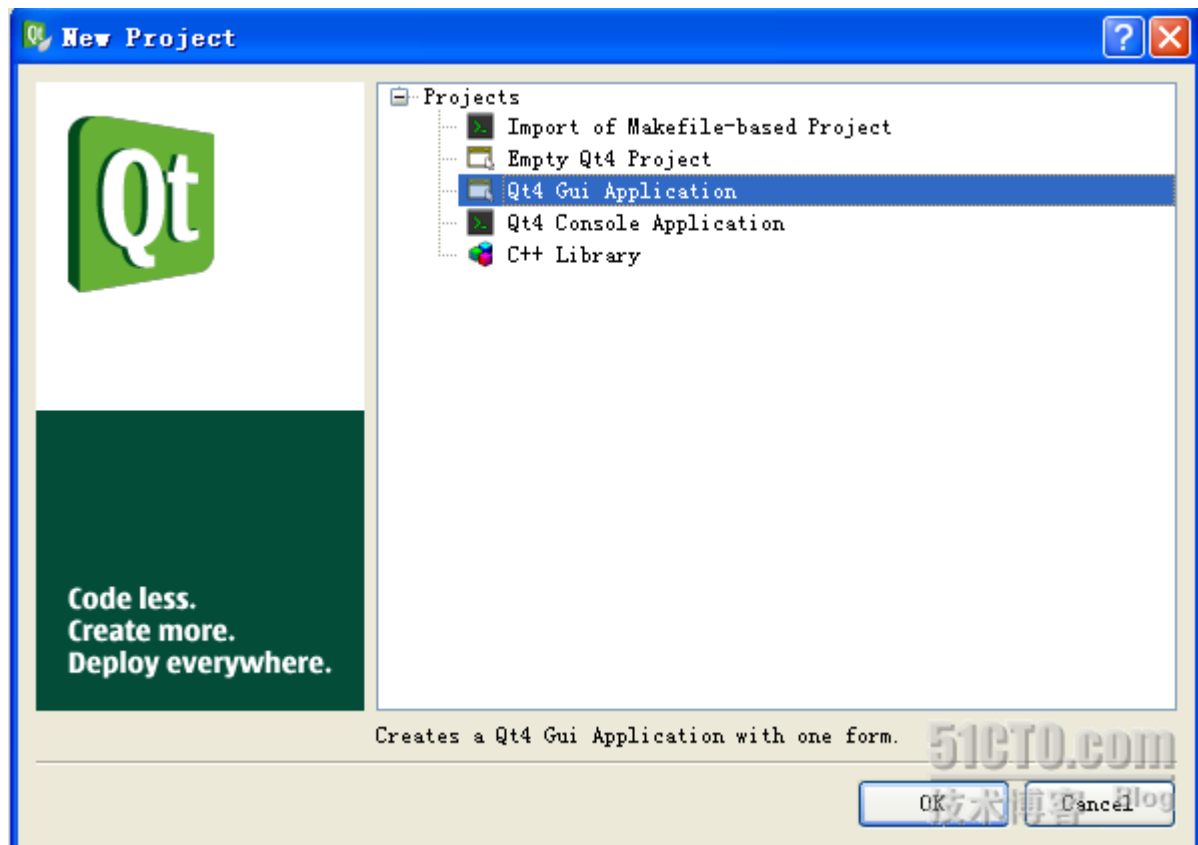 New Project
Qt
Projects
Import of Makefile-based Project
Empty Qt4 Project
Qt4 Gui Application
Qt4 Console Application
C++ Library
Code less.
Create more.
Deploy everywhere.
Creates a Qt4 Gui Application with one form.
51CTO.com
OK
Cancel
技术博客 Blog